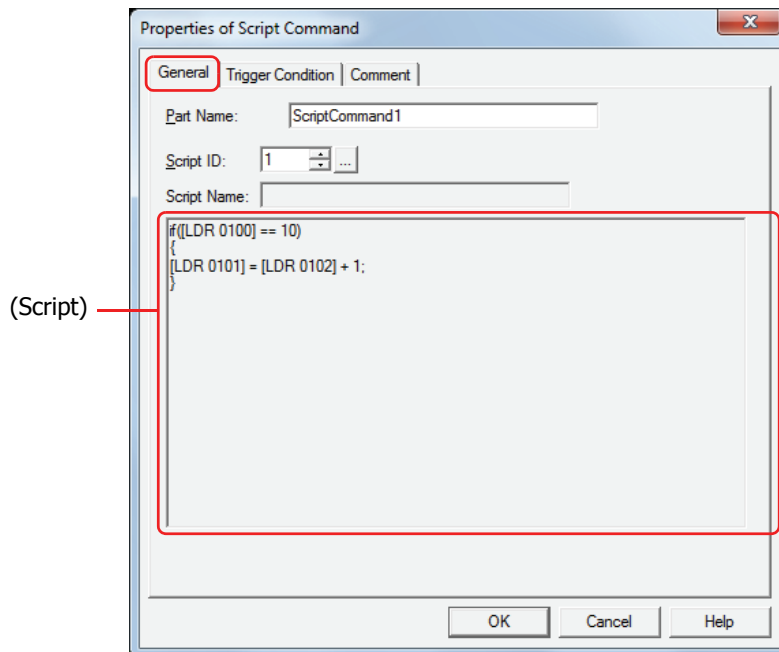 Properties of Script Command
General Trigger Condition Comment
Part Name: ScriptCommand1
Script ID: 1 ...
Script Name:
if([LDR 0100] == 10)
{
[LDR 0101] = [LDR 0102] + 1;
}
(Script)
OK Cancel Help